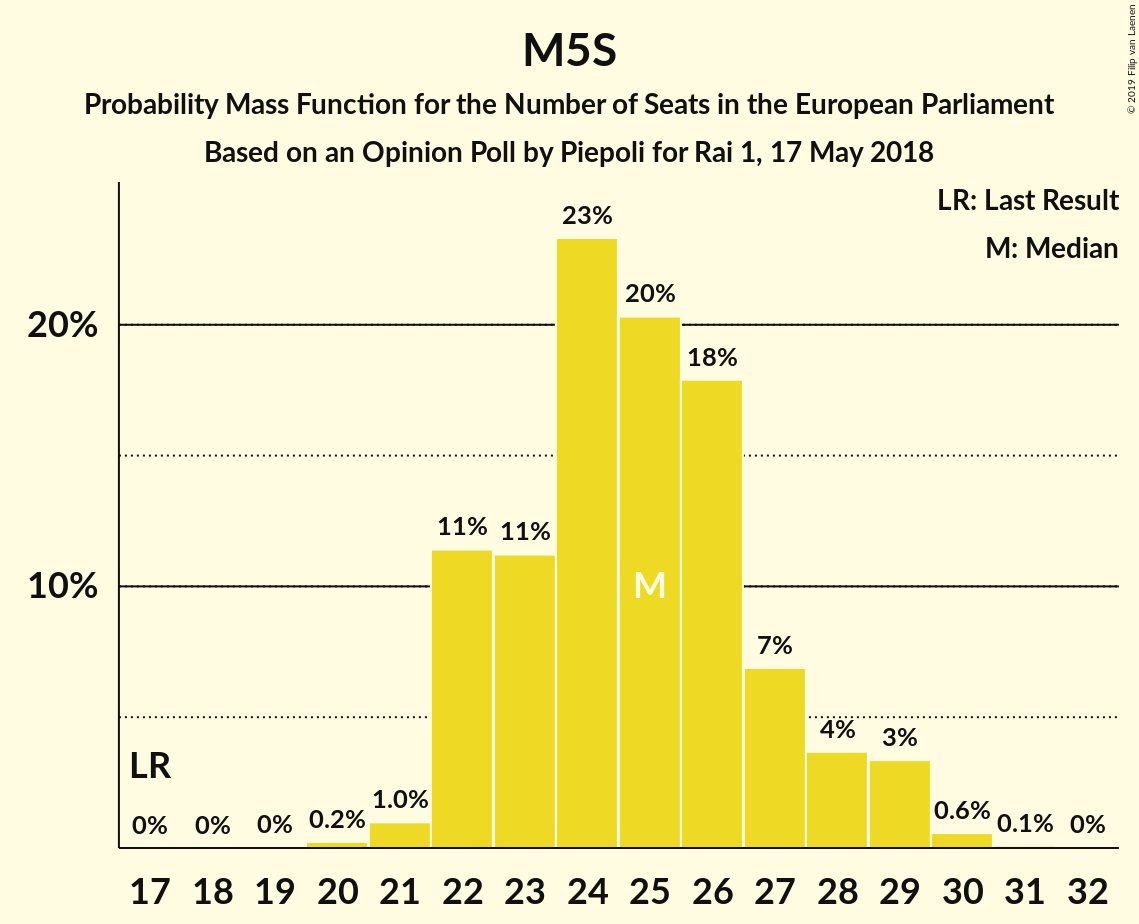 M5S
Probability Mass Function for the Number of Seats in the European Parliament
Based on an Opinion Poll by Piepoli for Rai 1, 17 May 2018
© 2019 Filip van Laenen
LR: Last Result
M: Median
23%
20%
20%
18%
11%
11%
10%
M
7%
4%
3%
LR
0%
0%
0%
0.2%
1.0%
0.6%
0.1%
0%
17 18 19 20 21 22 23 24 25 26 27 28 29 30 31 32